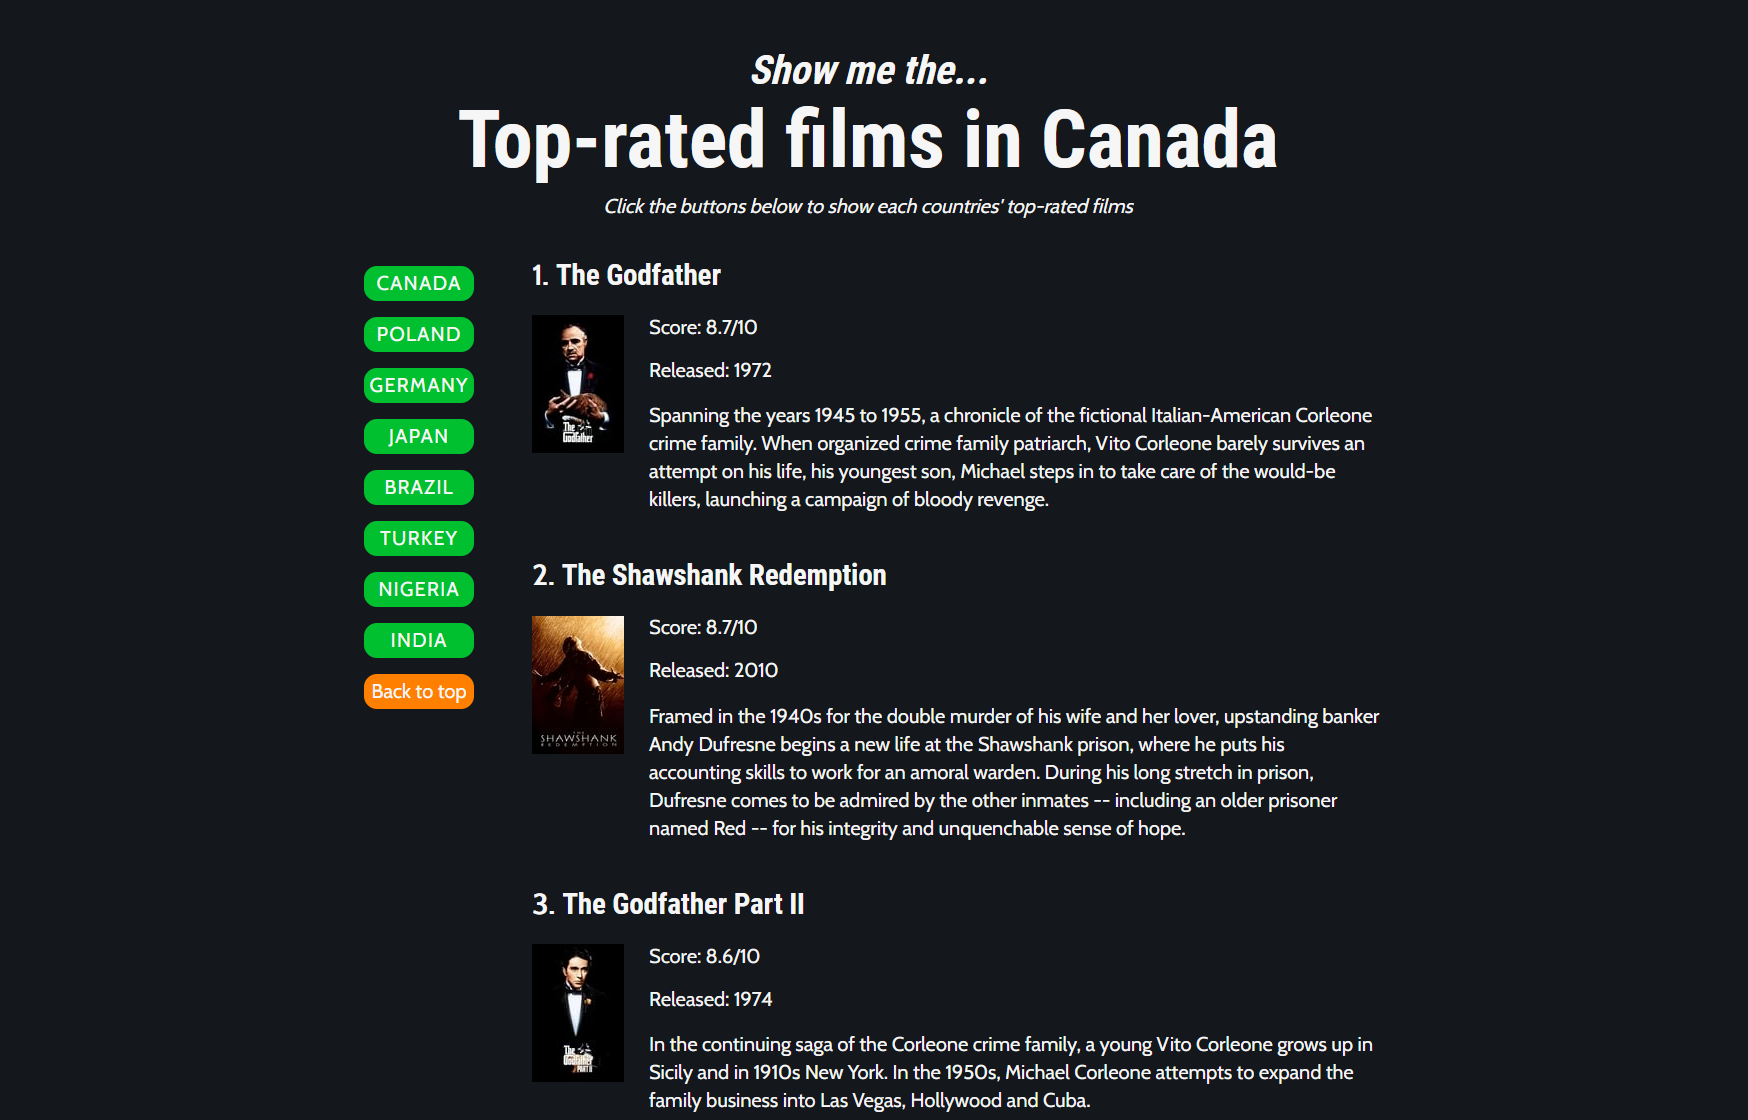 Show me the...
Top-rated films in Canada
Click the buttons below to show each countries' top-rated films
CANADA
POLAND
GERMANY
JAPAN
BRAZIL
TURKEY
NIGERIA
INDIA
Back to top
1. The Godfather
The
Godfather
Score: 8.7/10
Released: 1972
Spanning the years 1945 to 1955, a chronicle of the fictional Italian-American Corleone
crime family. When organized crime family patriarch, Vito Corleone barely survives an
attempt on his life, his youngest son, Michael steps in to take care of the would-be
killers, launching a campaign of bloody revenge.
2. The Shawshank Redemption
THE
SHAWSHANK
REDEMPTION
Score: 8.7/10
Released: 2010
Framed in the 1940s for the double murder of his wife and her lover, upstanding banker
Andy Dufresne begins a new life at the Shawshank prison, where he puts his
accounting skills to work for an amoral warden. During his long stretch in prison,
Dufresne comes to be admired by the other inmates -- including an older prisoner
named Red -- for his integrity and unquenchable sense of hope.
3. The Godfather Part II
The
Godfather
PART II
Score: 8.6/10
Released: 1974
In the continuing saga of the Corleone crime family, a young Vito Corleone grows up in
Sicily and in 1910s New York. In the 1950s, Michael Corleone attempts to expand the
family business into Las Vegas, Hollywood and Cuba.